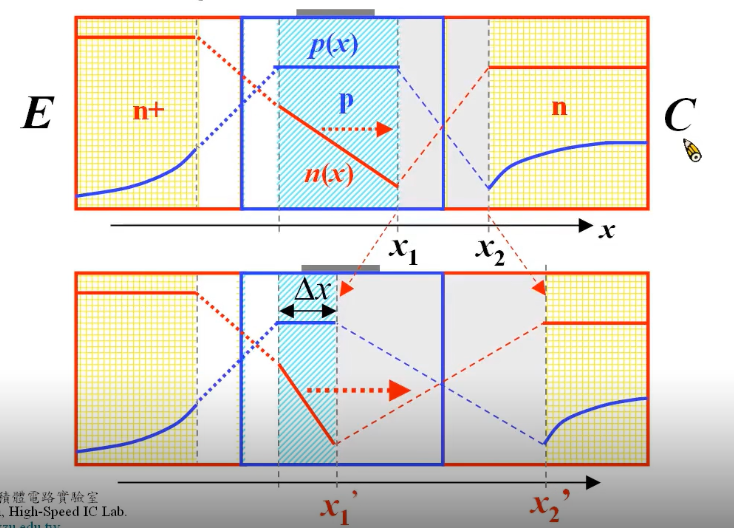 p(x)
E
n+
p
n
C
n(x)
x
x₁
x₂
Δx
積體電路實驗室
, High-Speed IC Lab.
x₁'
x₂'